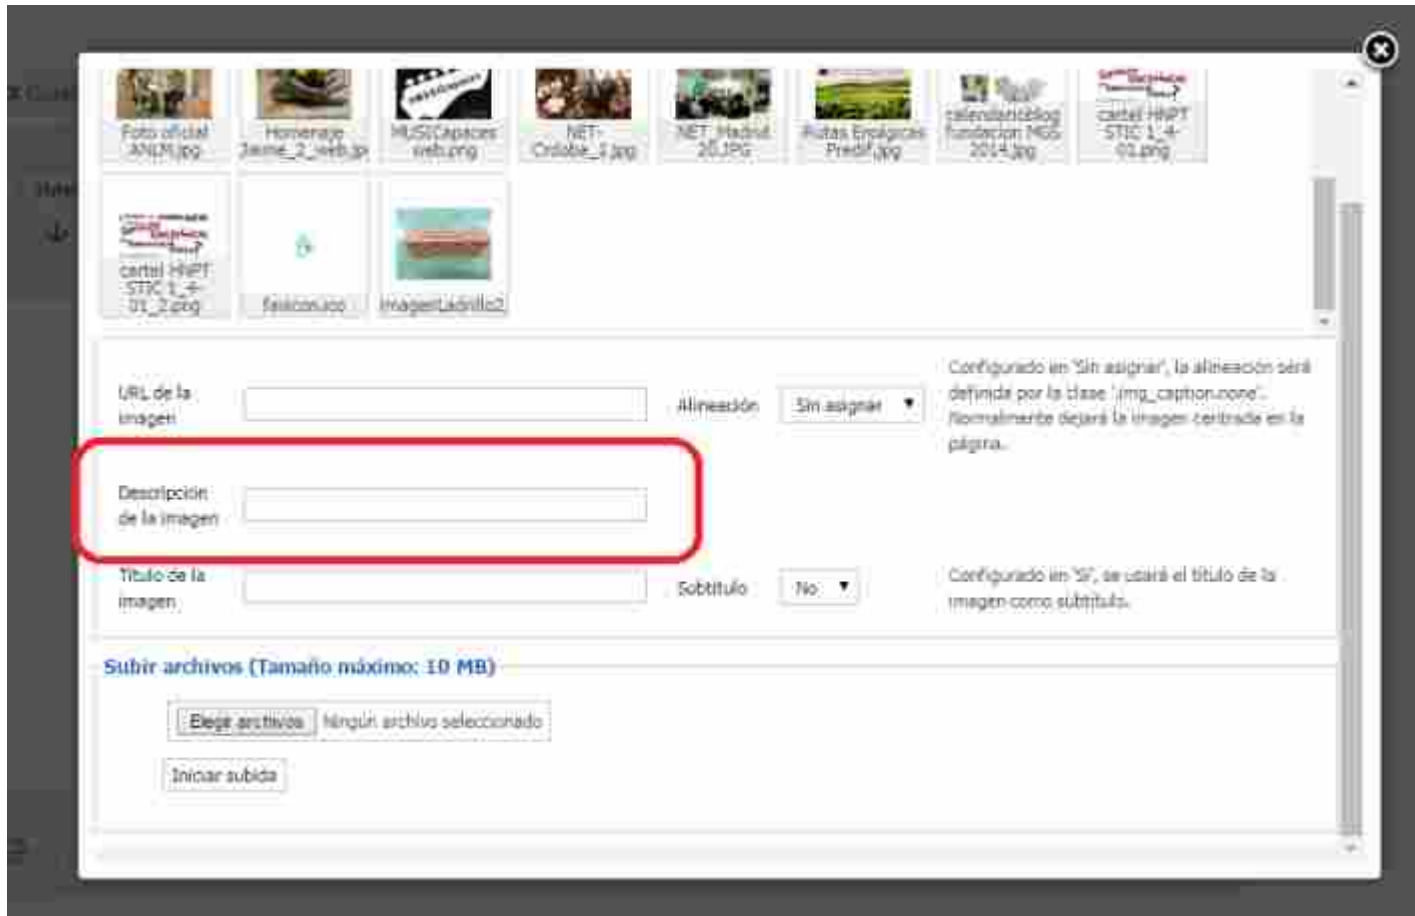 Foto oficial
ANLM.jpg
Homenaje
Jaime_2_web.jp
MUSICapaces
web.png
NET-
Crdoba_1.jpg
NET_Madrid
20.JPG
Rutas Enolgicas
Predif.jpg
calendarioblog
fundacion MGS
2014.jpg
cartel HNPT
STIC 1_4-
01.png
cartel HNPT
STIC 1_4-
01_2.png
favicon.ico
imagenLadrillo2
URL de la
imagen
Alineación
Sin asignar
Configurado en 'Sin asignar', la alineación será
definida por la clase '.img_caption.none'.
Normalmente dejará la imagen centrada en la
página.
Descripción
de la imagen
Título de la
imagen
Subtítulo
No
Configurado en 'Sí', se usará el título de la
imagen como subtítulo.
Subir archivos (Tamaño máximo: 10 MB)
Elegir archivos
Ningún archivo seleccionado
Iniciar subida